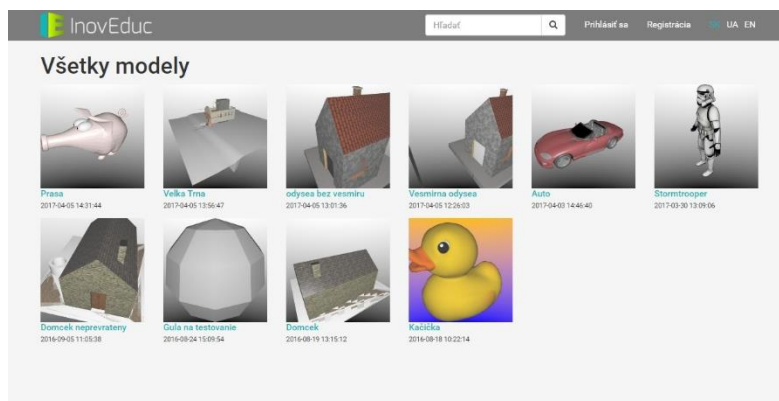 InovEduc
Hľadať
Prihlásiť sa
Registrácia
SK UA EN
Všetky modely
Prasa
2017-04-05 14:31:44
Velka Trna
2017-04-05 13:56:47
odysea bez vesmiru
2017-04-05 13:01:36
Vesmirna odysea
2017-04-05 12:26:03
Auto
2017-04-03 14:46:40
Stormtrooper
2017-03-30 13:09:06
Domcek neprevrateny
2016-09-05 11:05:38
Gula na testovanie
2016-08-24 15:09:54
Domcek
2016-08-19 13:15:12
Kačička
2016-08-18 10:22:14